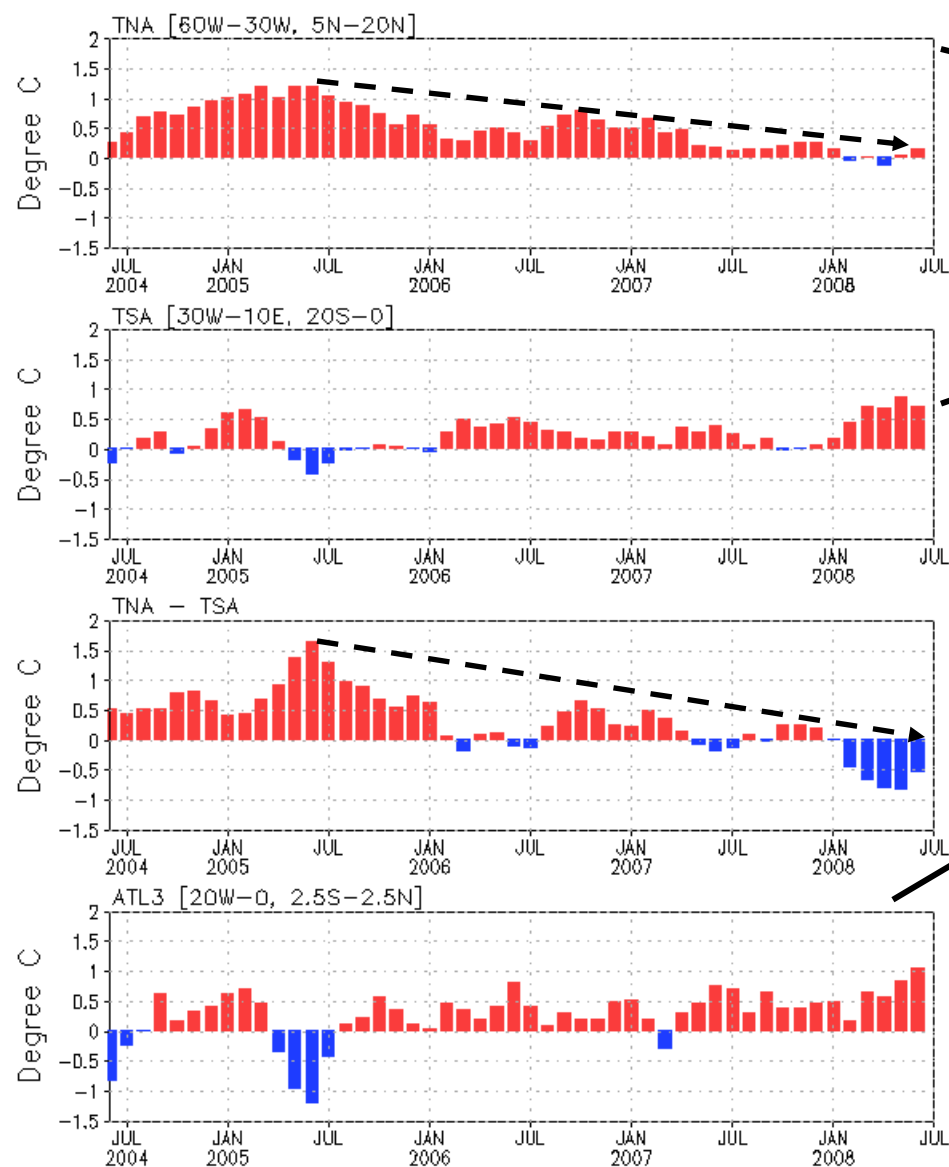 TNA [60W-30W, 5N-20N]
Degree C
2
1.5
1
0.5
0
-0.5
-1
-1.5
JUL 2004
JAN 2005
JUL
JAN 2006
JUL
JAN 2007
JUL
JAN 2008
JUL
TSA [30W-10E, 20S-0]
Degree C
2
1.5
1
0.5
0
-0.5
-1
-1.5
JUL 2004
JAN 2005
JUL
JAN 2006
JUL
JAN 2007
JUL
JAN 2008
JUL
TNA - TSA
2
1.5
1
0.5
0
-0.5
-1
-1.5
JUL 2004
JAN 2005
JUL
JAN 2006
JUL
JAN 2007
JUL
JAN 2008
JUL
ATL3 [20W-0, 2.5S-2.5N]
Degree C
2
1.5
1
0.5
0
-0.5
-1
-1.5
JUL 2004
JAN 2005
JUL
JAN 2006
JUL
JAN 2007
JUL
JAN 2008
JUL